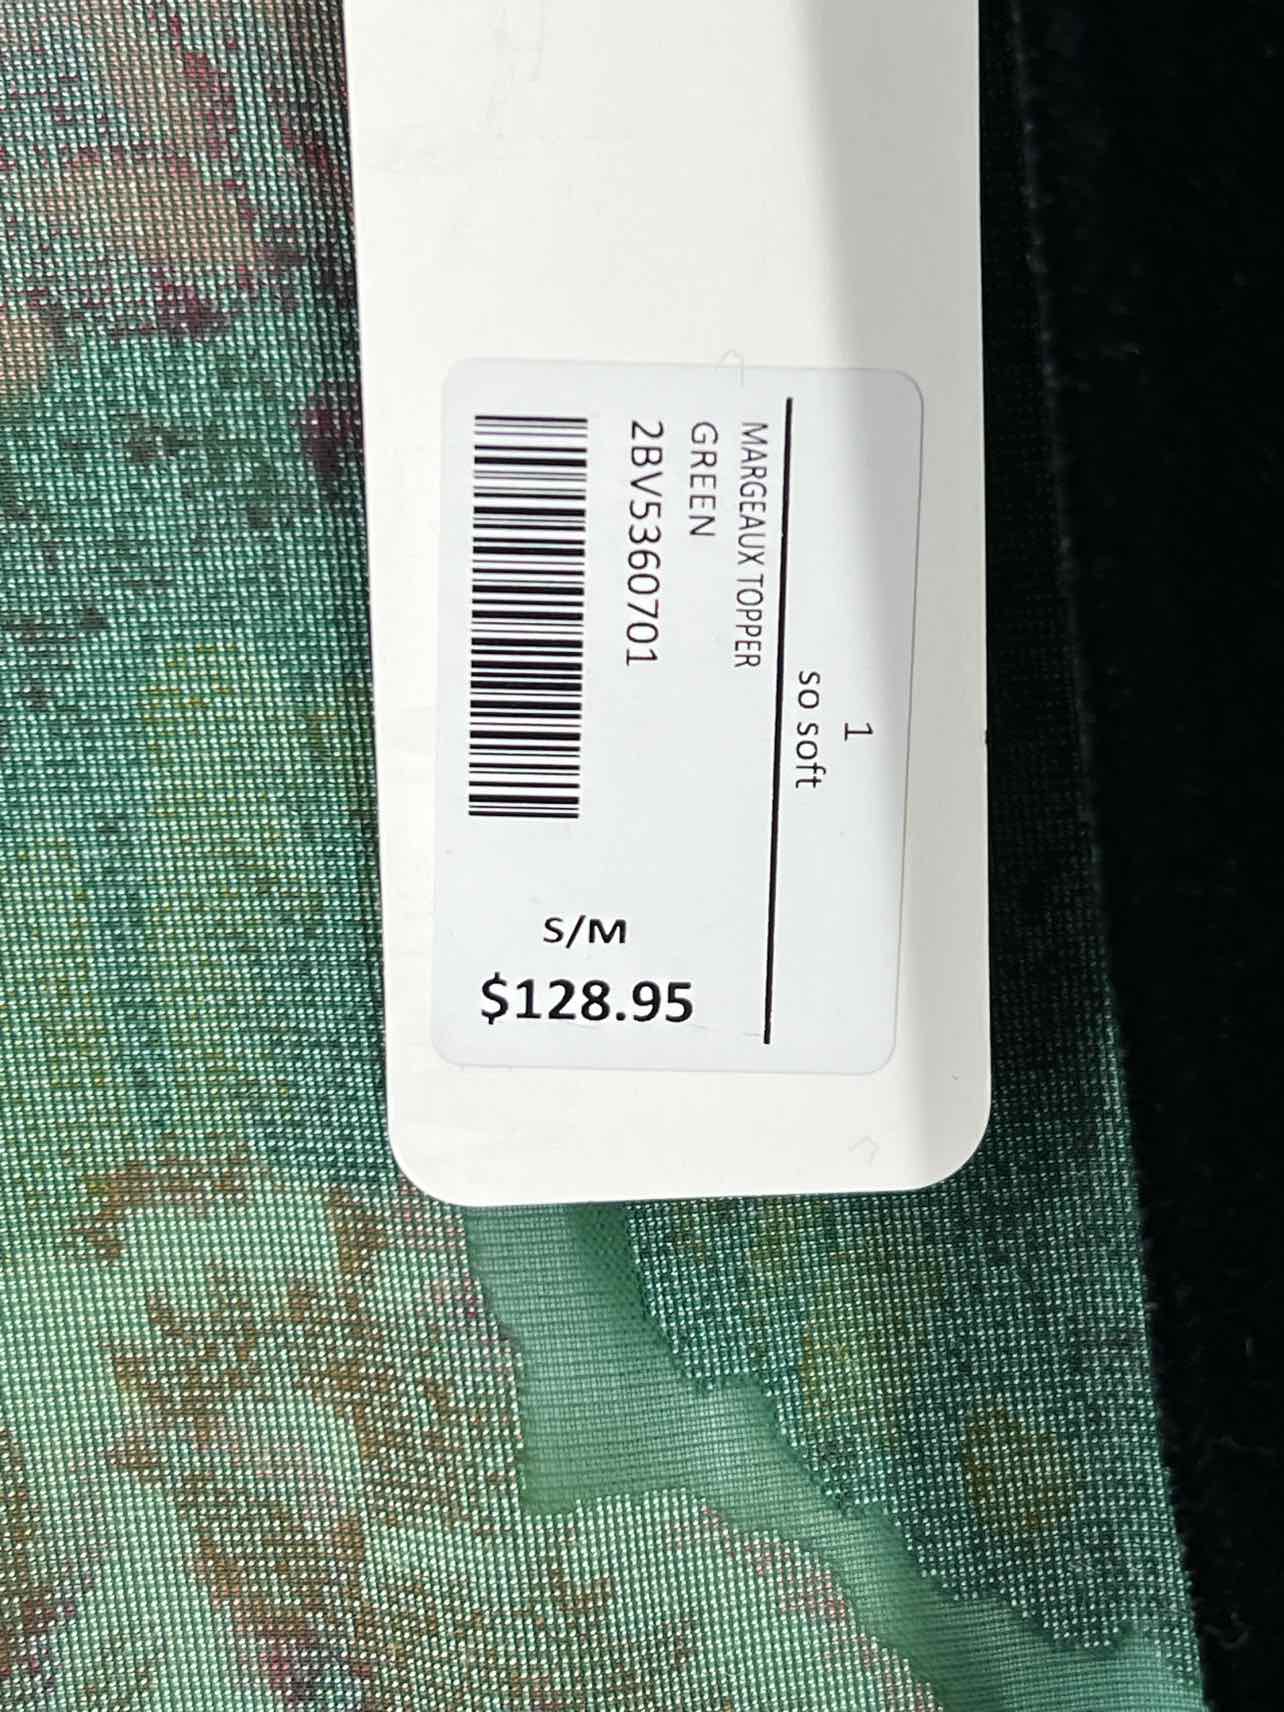 1
so soft
MARGEAUX TOPPER
GREEN
2BV5360701
S/M
$128.95